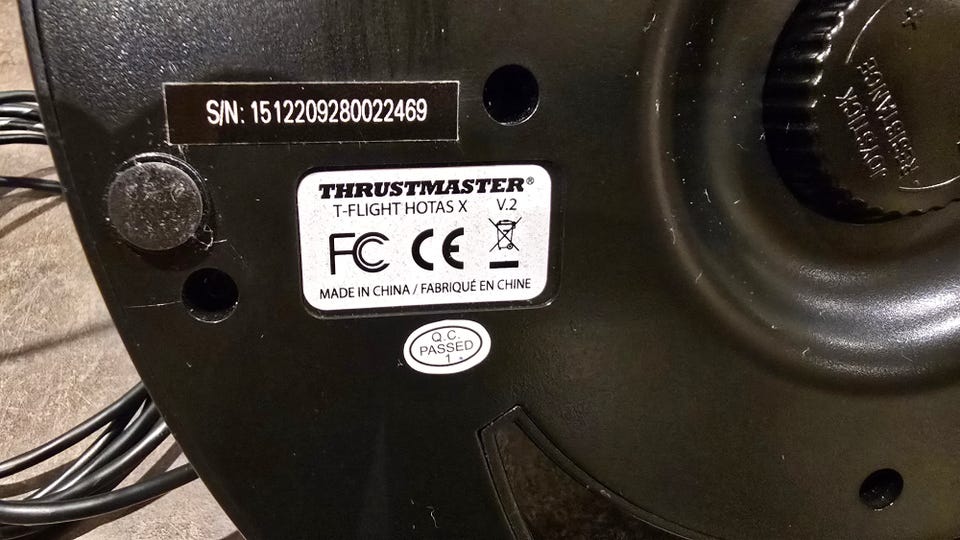 S/N: 1512209280022469
THRUSTMASTER®
T-FLIGHT HOTAS X V.2
FC CE
MADE IN CHINA / FABRIQUÉ EN CHINE
Q.C.
PASSED
1
JOYSTICK
RESISTANCE
+
-